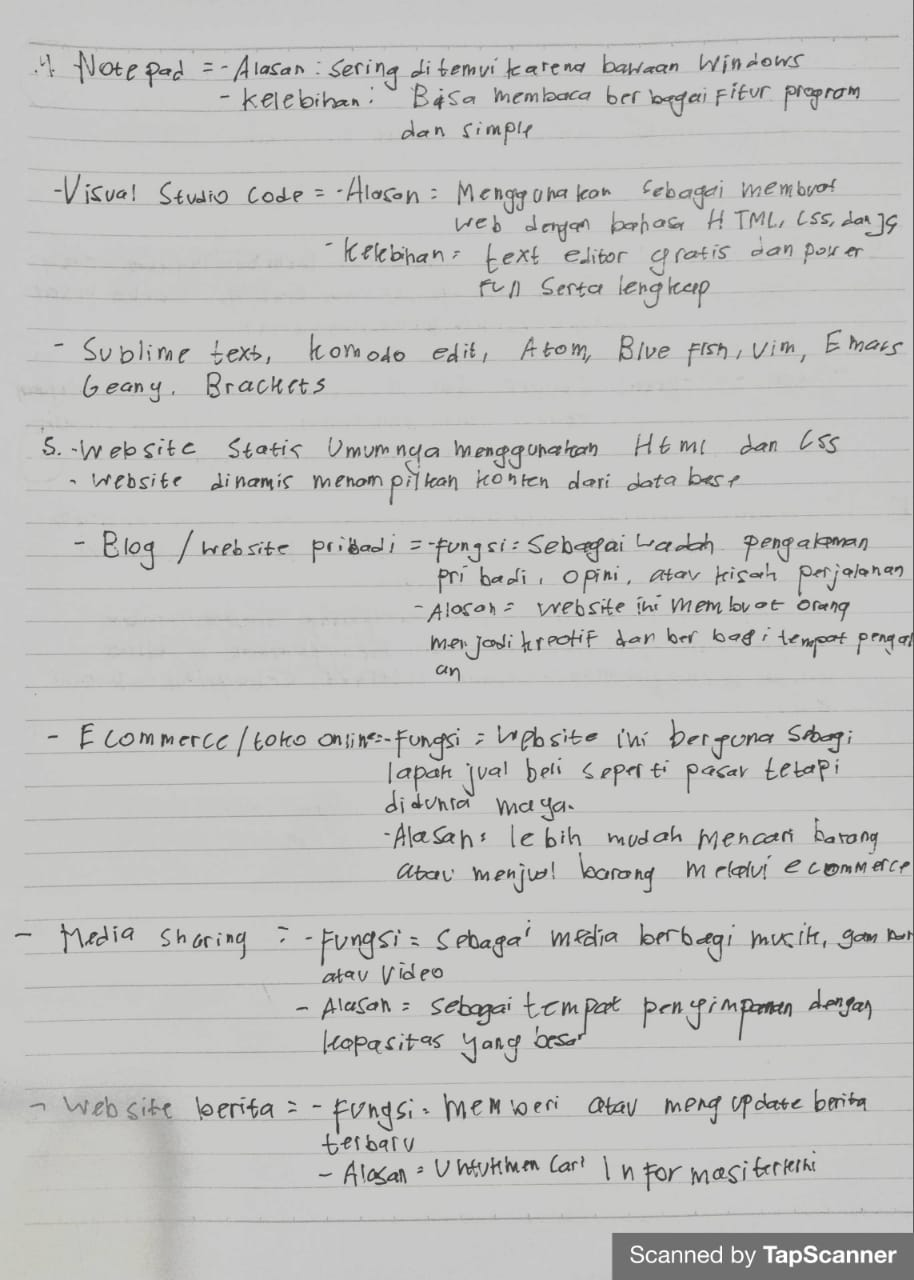 .4 Notepad = - Alasan : Sering ditemui karena bawaan Windows
- Kelebihan : Bisa membaca berbagai fitur program
dan simple
- Visual Studio Code = - Alasan = Menggunakan sebagai membuat
web dengan bahasa HTML, CSS, dan JS
- Kelebihan = text editor gratis dan power
full Serta lengkap
- Sublime text, Komodo edit, Atom, Blue fish, Vim, Emacs
Geany. Brackets
5. - Website Statis Umumnya menggunakan Html dan CSS
- Website dinamis menampilkan konten dari data base
- Blog / website pribadi = - fungsi = Sebagai wadah pengalaman
pribadi, opini, atau kisah perjalanan
- Alasan = website ini membuat orang
menjadi kreatif dan berbagi tempat pengal
an
- E commerce / toko online = - Fungsi = Website ini berguna Sebagi
lapak jual beli seperti pasar tetapi
didunia maya.
- Alasan = lebih mudah Mencari barang
atau menjual barang melalui ecommerce
- Media Sharing = - Fungsi = Sebagai media berbagi musik, gambar
atau Video
- Alasan = sebagai tempat penyimpanan dengan
kapasitas yang besar
- Website berita = - fungsi = memberi atau mengupdate berita
terbaru
- Alasan = Untuk men cari Informasi terkini
Scanned by TapScanner